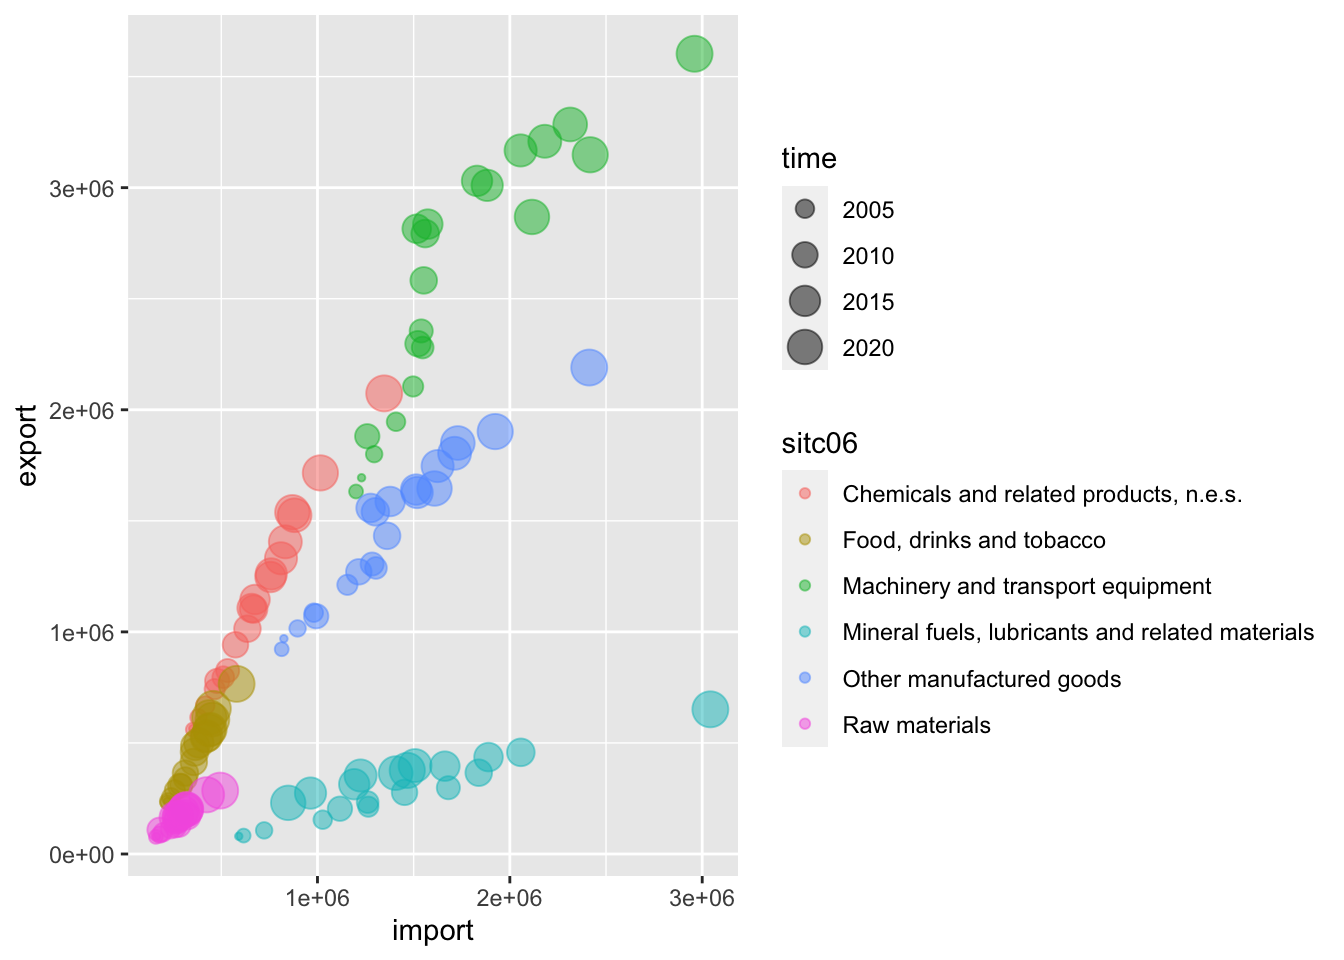 3e+06
2e+06
1e+06
0e+00
export
1e+06
2e+06
3e+06
import
time
2005
2010
2015
2020
sitc06
Chemicals and related products, n.e.s.
Food, drinks and tobacco
Machinery and transport equipment
Mineral fuels, lubricants and related materials
Other manufactured goods
Raw materials